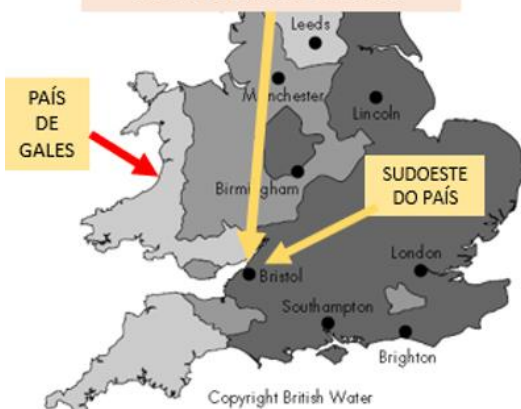 Leeds
Manchester
Lincoln
PAÍS
DE
GALES
Birmingham
SUDOESTE
DO PAÍS
London
Bristol
Southampton
Brighton
Copyright British Water